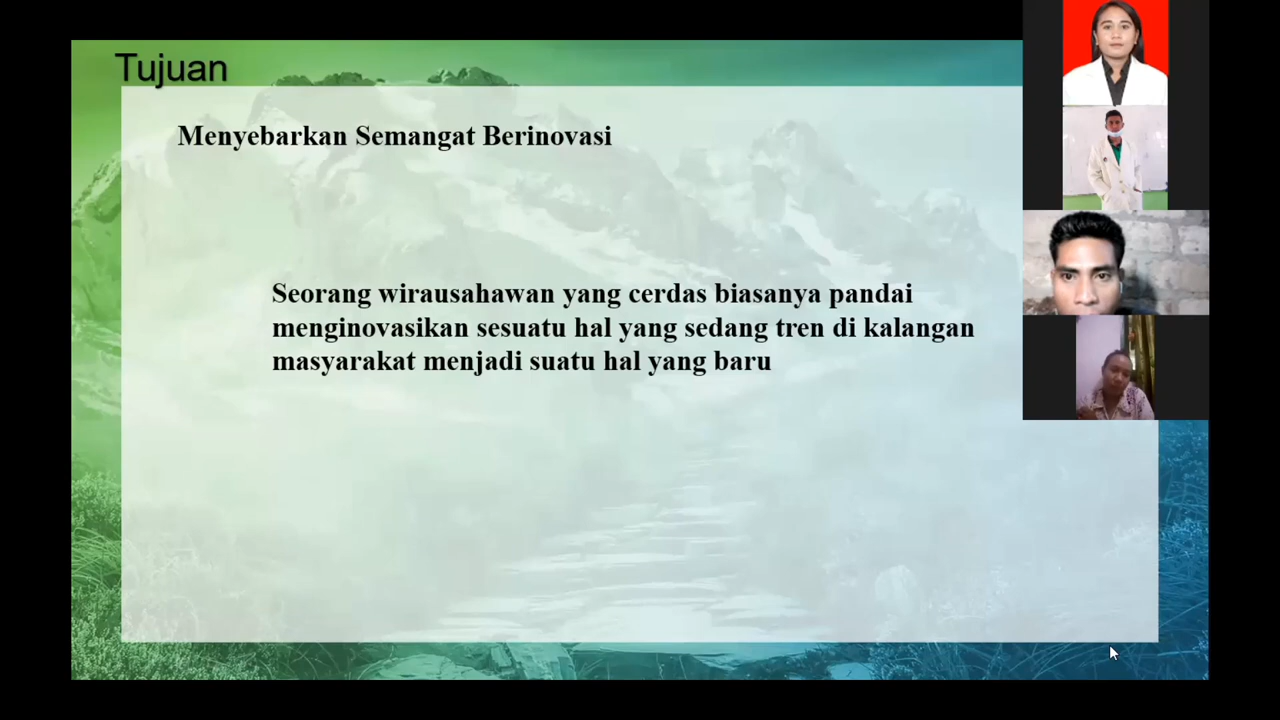 Tujuan
Menyebarkan Semangat Berinovasi
Seorang wirausahawan yang cerdas biasanya pandai
menginovasikan sesuatu hal yang sedang tren di kalangan
masyarakat menjadi suatu hal yang baru